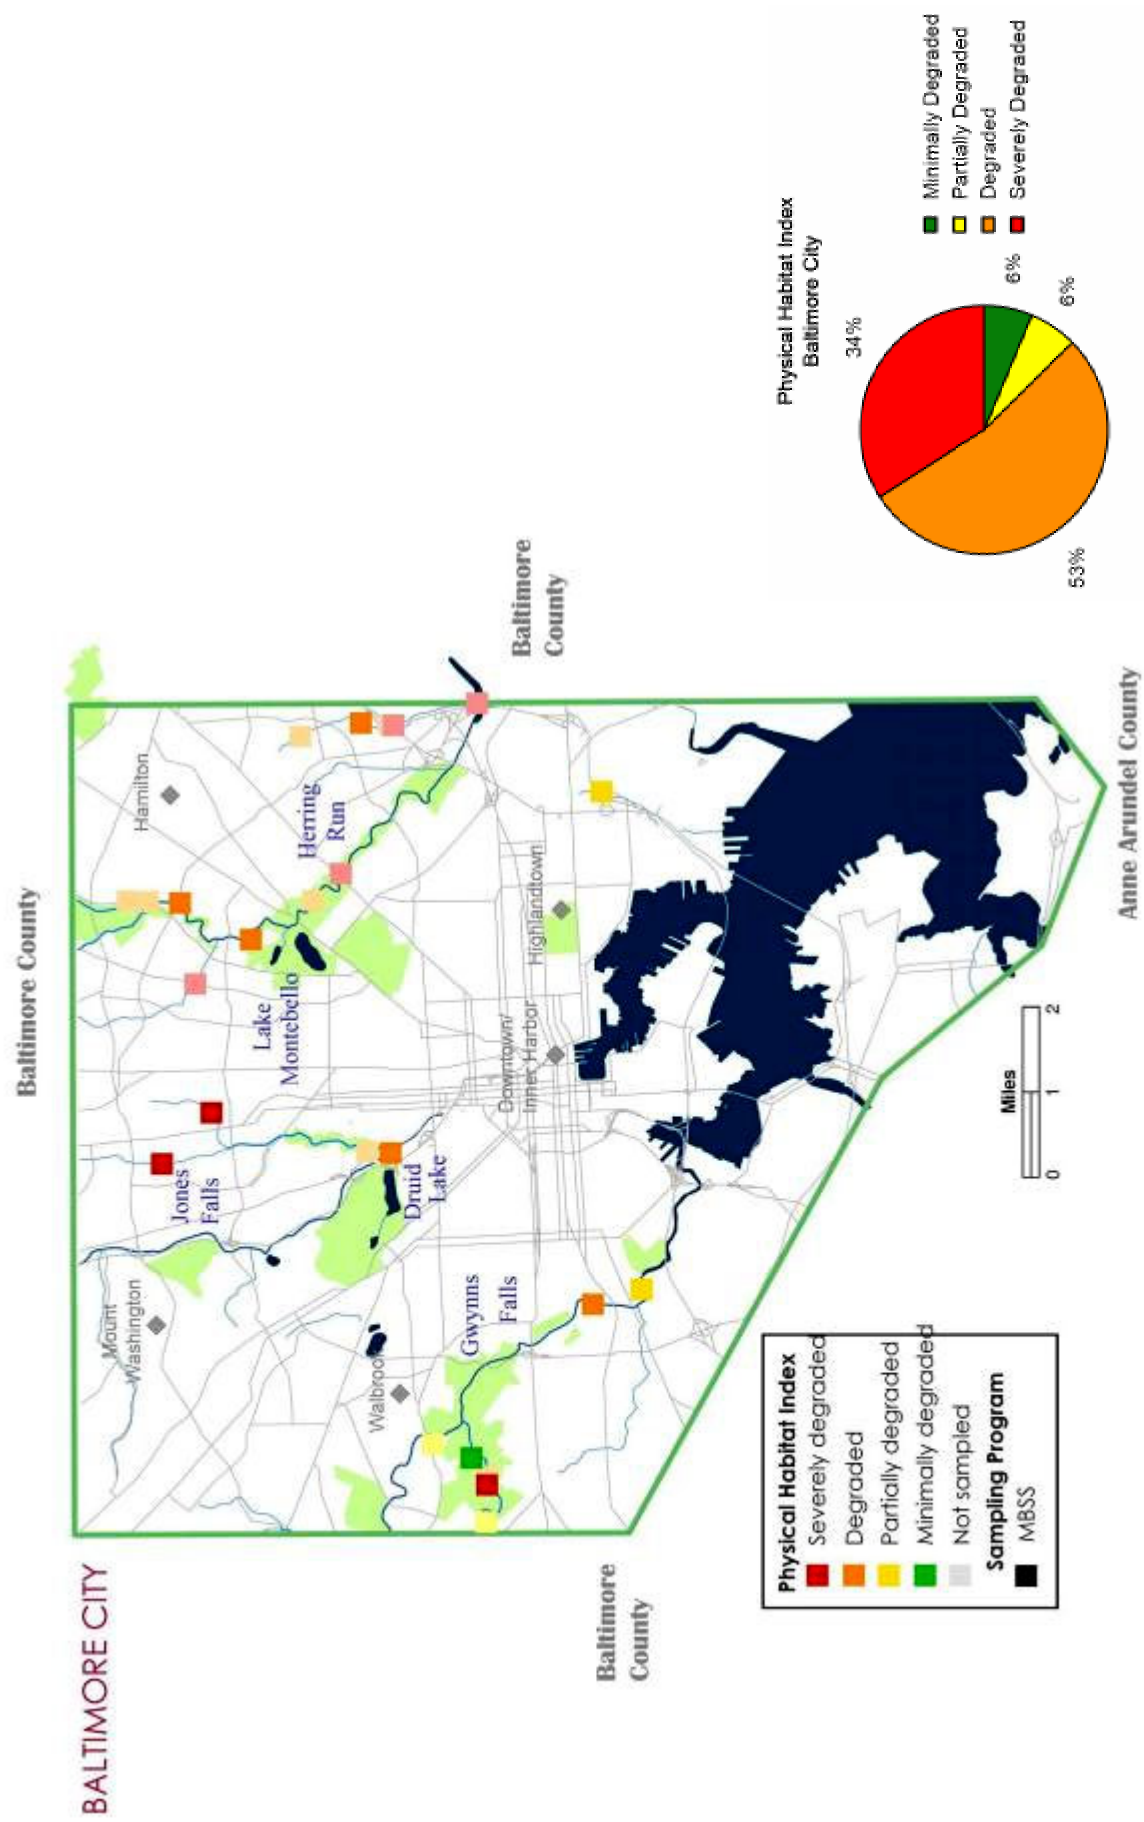 BALTIMORE CITY
Baltimore County
Mount
Washington
Hamilton
Jones
Falls
Herring
Run
Lake
Montebello
Druid
Lake
Walbroo
Gwynns
Falls
Downtown/
Inner Harbor
Highlandtown
Baltimore
County
Baltimore
County
Anne Arundel County
Miles
0 1 2
Physical Habitat Index
Severely degraded
Degraded
Partially degraded
Minimally degraded
Not sampled
Sampling Program
MBSS
Physical Habitat Index
Baltimore City
34%
6%
6%
53%
Minimally Degraded
Partially Degraded
Degraded
Severely Degraded